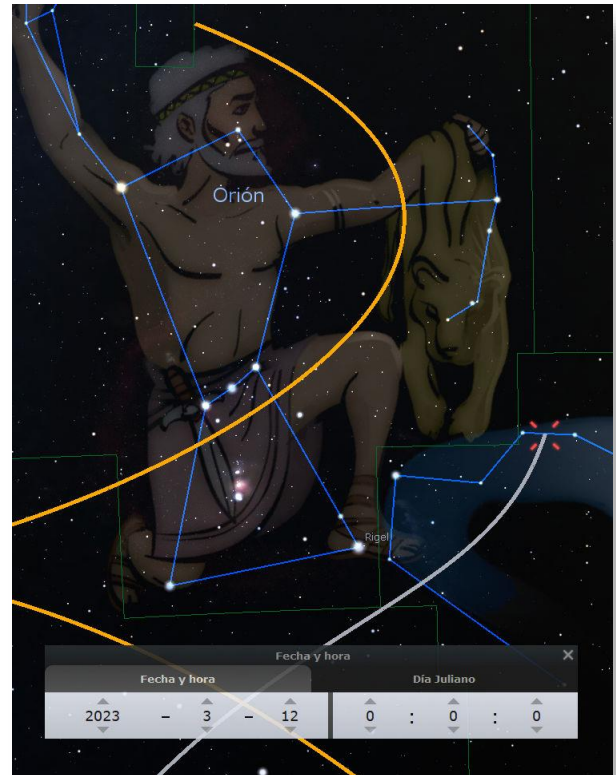 Orión
Rigel
Fecha y hora
Fecha y hora
Día Juliano
2023 - 3 - 12
0 : 0 : 0